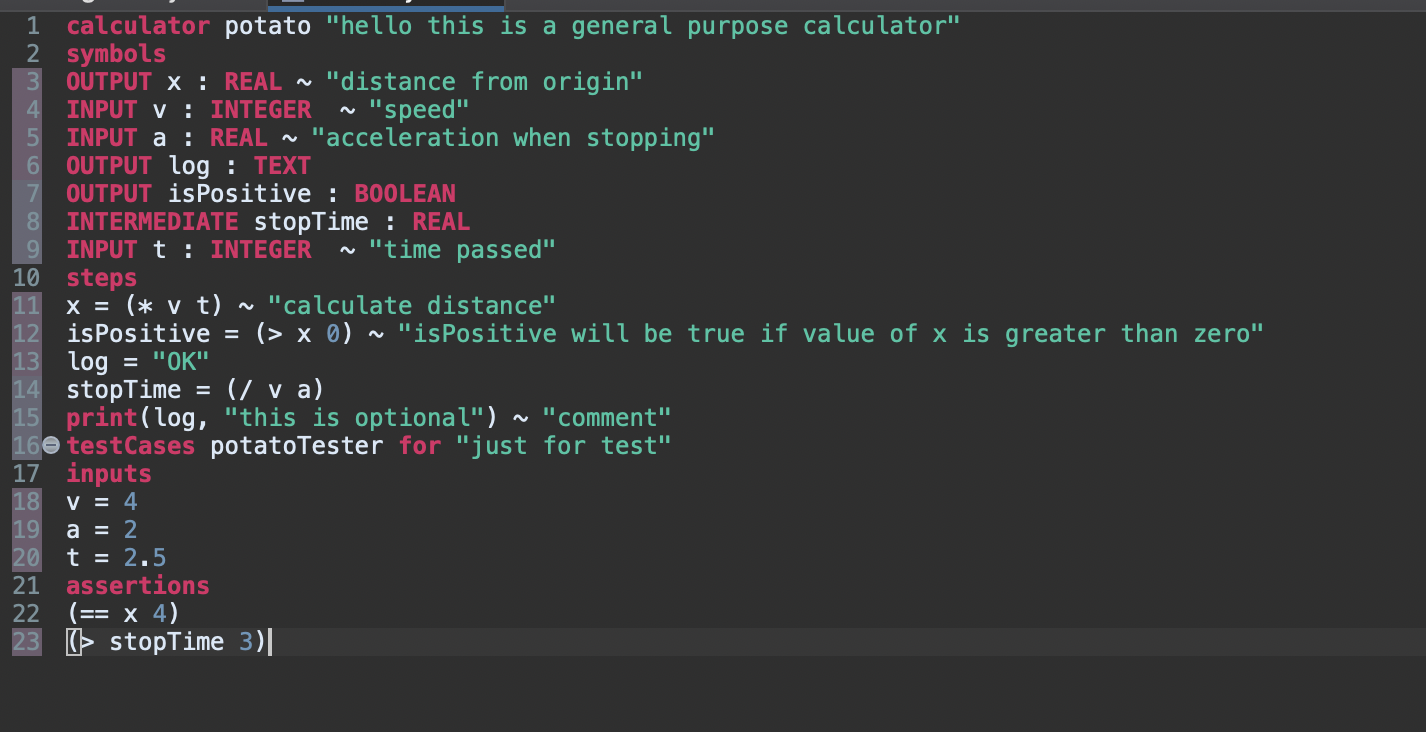 1 calculator potato "hello this is a general purpose calculator"
2 symbols
3 OUTPUT x : REAL ~ "distance from origin"
4 INPUT v : INTEGER  ~ "speed"
5 INPUT a : REAL ~ "acceleration when stopping"
6 OUTPUT log : TEXT
7 OUTPUT isPositive : BOOLEAN
8 INTERMEDIATE stopTime : REAL
9 INPUT t : INTEGER  ~ "time passed"
10 steps
11 x = (* v t) ~ "calculate distance"
12 isPositive = (> x 0) ~ "isPositive will be true if value of x is greater than zero"
13 log = "OK"
14 stopTime = (/ v a)
15 print(log, "this is optional") ~ "comment"
16 testCases potatoTester for "just for test"
17 inputs
18 v = 4
19 a = 2
20 t = 2.5
21 assertions
22 (== x 4)
23 (> stopTime 3)